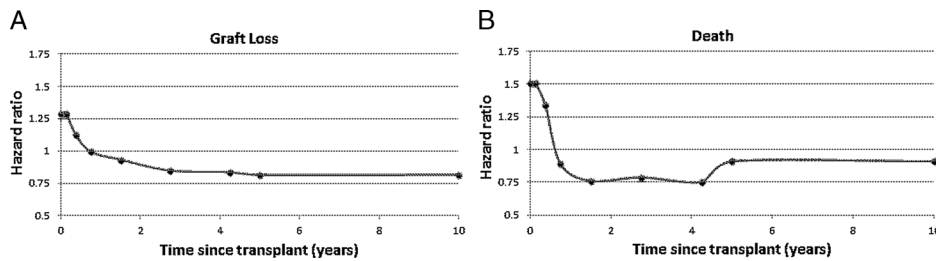 A
Graft Loss
1.75
1.5
1.25
1
0.75
0.5
Hazard ratio
0 2 4 6 8 10
Time since transplant (years)
B
Death
1.75
1.5
1.25
1
0.75
0.5
Hazard ratio
0 2 4 6 8 10
Time since transplant (years)